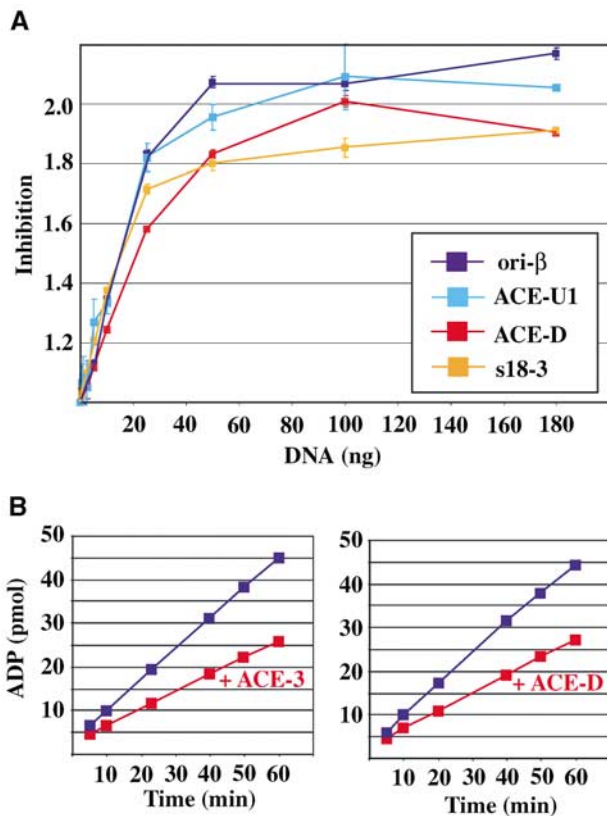 A
Inhibition
2.0
1.8
1.6
1.4
1.2
20 40 60 80 100 120 140 160 180
DNA (ng)
ori-β
ACE-U1
ACE-D
s18-3
B
ADP (pmol)
50
40
30
20
10
+ ACE-3
10 20 30 40 50 60
Time (min)
50
40
30
20
10
+ ACE-D
10 20 30 40 50 60
Time (min)